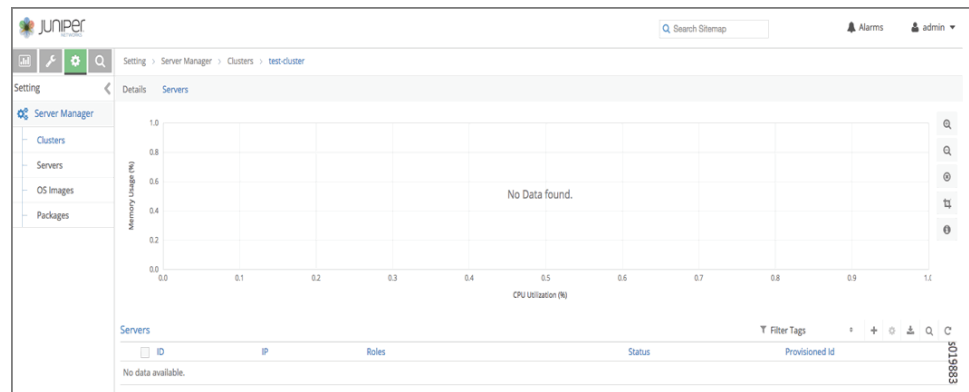 JUNIPER
NETWORKS
Search Sitemap
Alarms
admin
Setting > Server Manager > Clusters > test-cluster
Setting
Details Servers
Server Manager
Clusters
Servers
OS Images
Packages
Memory Usage (%)
1.0
0.8
0.6
0.4
0.2
0.0
No Data found.
0.0 0.1 0.2 0.3 0.4 0.5 0.6 0.7 0.8 0.9
CPU Utilization (%)
Servers
Filter Tags
ID IP Roles Status Provisioned Id
No data available.
s019883